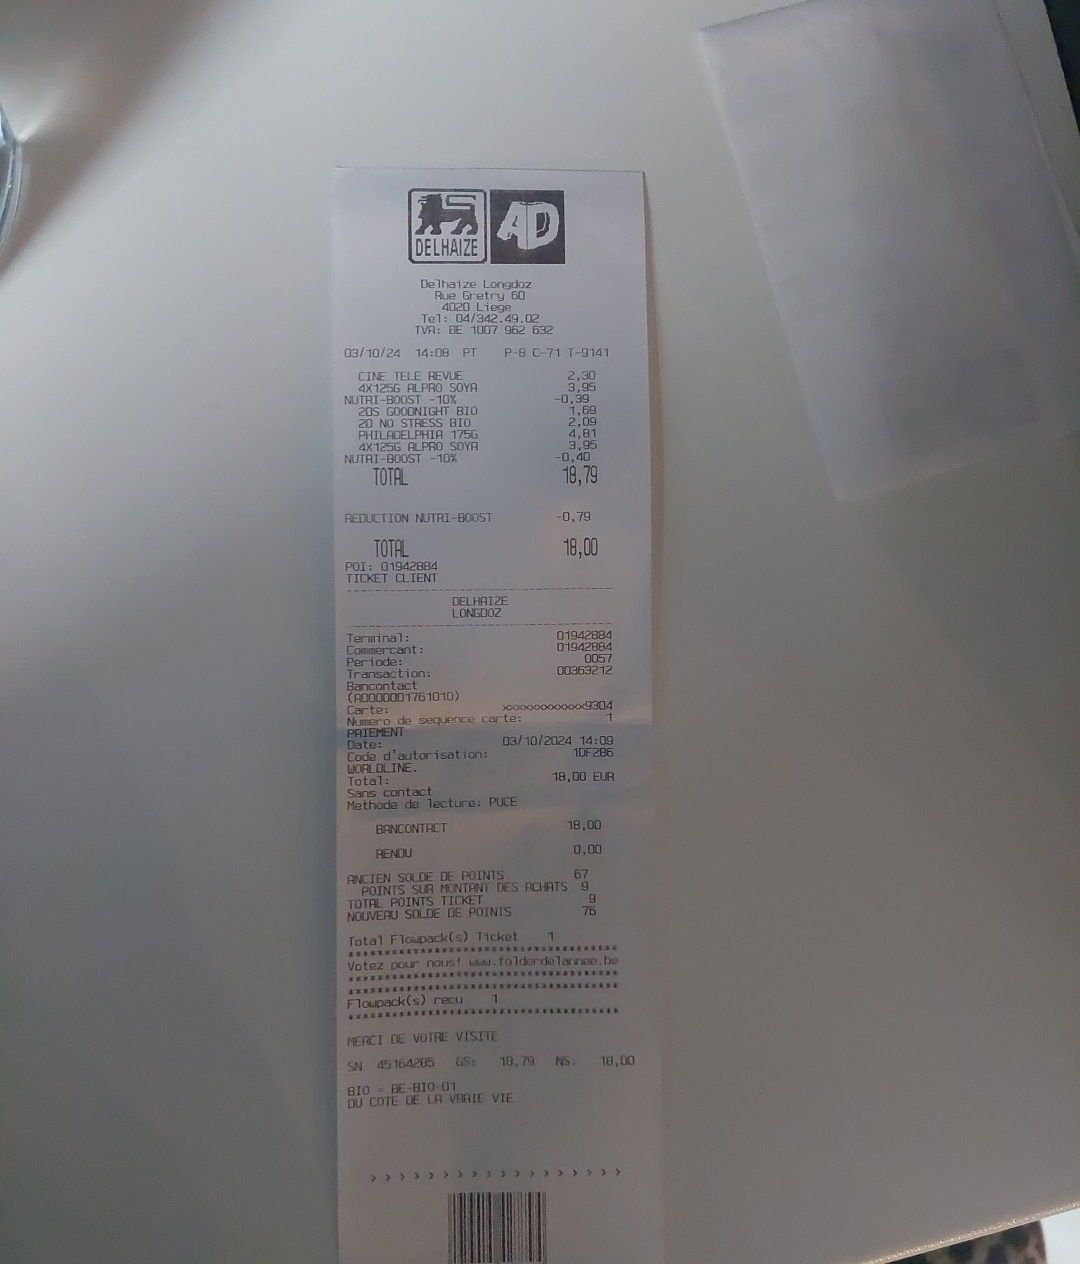 DELHAIZE AD
Delhaize Longdoz
Rue Gretry 60
4020 Liege
Tel: 04/342.49.02
TVA: BE 1007 962 632
03/10/24 14:08 PT P-8 C-71 T-9141
CINE TELE REVUE 2,30
4X125G ALPRO SOYA 3,95
NUTRI-BOOST -10% -0,39
20S GOODNIGHT BIO 1,69
20 NO STRESS BIO 2,09
PHILADELPHIA 175G 4,81
4X125G ALPRO SOYA 3,95
NUTRI-BOOST -10% -0,40
TOTAL 18,79
REDUCTION NUTRI-BOOST -0,79
TOTAL 18,00
POI: 01942884
TICKET CLIENT
DELHAIZE
LONGDOZ
Terminal: 01942884
Commercant: 01942884
Periode: 0057
Transaction: 00363212
Bancontact
(A0000001761010)
Carte: xxxxxxxxxxxxx9304
Numero de sequence carte: 1
PAIEMENT
Date: 03/10/2024 14:09
Code d'autorisation: 1DF286
WORLDLINE.
Total: 18,00 EUR
Sans contact
Methode de lecture: PUCE
BANCONTACT 18,00
RENDU 0,00
ANCIEN SOLDE DE POINTS 67
POINTS SUR MONTANT DES ACHATS 9
TOTAL POINTS TICKET 9
NOUVEAU SOLDE DE POINTS 76
Total Flowpack(s) Ticket 1
***************************************
Votez pour nous! www.folderdelannee.be
***************************************
***************************************
Flowpack(s) recu 1
***************************************
MERCI DE VOTRE VISITE
SN 45164285 GS: 18,79 NS: 18,00
BIO = BE-BIO-01
DU COTE DE LA VRAIE VIE
> > > > > > > > > > > > > > > > > >